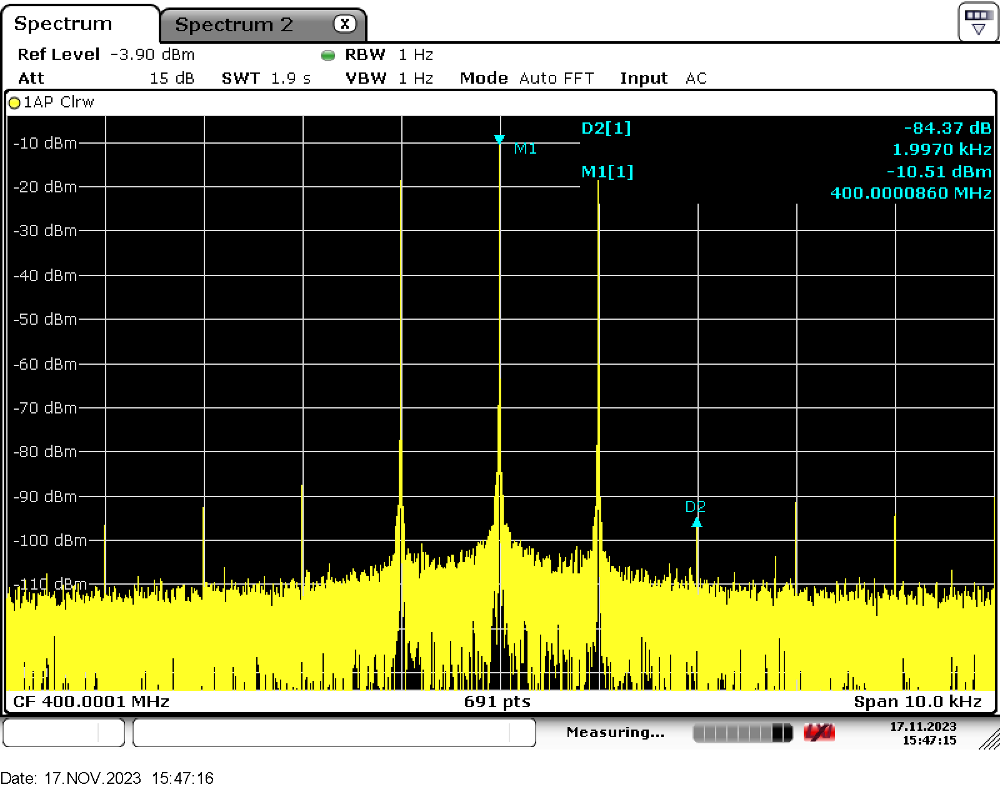 Spectrum
Spectrum 2 X
Ref Level -3.90 dBm RBW 1 Hz
Att 15 dB SWT 1.9 s VBW 1 Hz Mode Auto FFT Input AC
1AP Clrw
D2[1] -84.37 dB
1.9970 kHz
M1[1] -10.51 dBm
400.0000860 MHz
M1
-10 dBm
-20 dBm
-30 dBm
-40 dBm
-50 dBm
-60 dBm
-70 dBm
-80 dBm
-90 dBm
D2
-100 dBm
-110 dBm
CF 400.0001 MHz 691 pts Span 10.0 kHz
Measuring... LXI 17.11.2023
15:47:15
Date: 17.NOV.2023 15:47:16